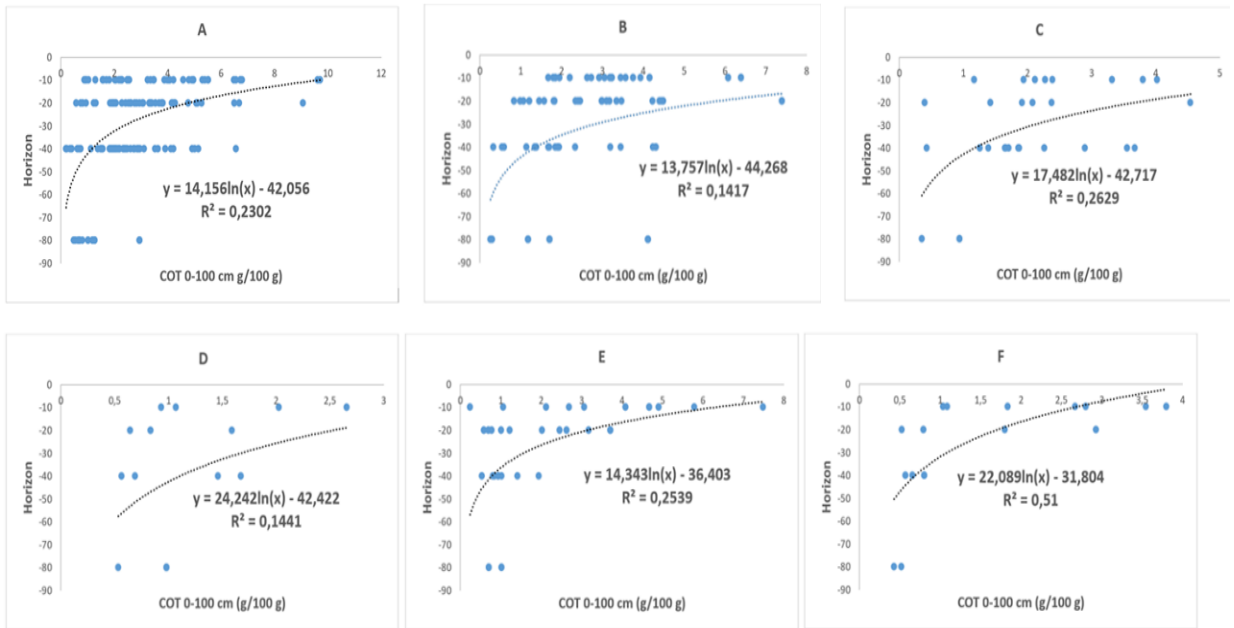 A
0 2 4 6 8 10 12
0
-10
-20
-30
-40
-50
-60
-70
-80
-90
Horizon
y = 14,156ln(x) - 42,056
R² = 0,2302
COT 0-100 cm (g/100 g)
B
0 1 2 3 4 5 6 7 8
0
-10
-20
-30
-40
-50
-60
-70
-80
-90
Horizon
y = 13,757ln(x) - 44,268
R² = 0,1417
COT 0-100 cm (g/100 g)
C
0 1 2 3 4 5
0
-10
-20
-30
-40
-50
-60
-70
-80
-90
Horizon
y = 17,482ln(x) - 42,717
R² = 0,2629
COT 0-100 cm (g/100 g)
D
0 0,5 1 1,5 2 2,5 3
0
-10
-20
-30
-40
-50
-60
-70
-80
-90
Horizon
y = 24,242ln(x) - 42,422
R² = 0,1441
COT 0-100 cm (g/100 g)
E
0 1 2 3 4 5 6 7 8
0
-10
-20
-30
-40
-50
-60
-70
-80
-90
Horizon
y = 14,343ln(x) - 36,403
R² = 0,2539
COT 0-100 cm (g/100 g)
F
0 0,5 1 1,5 2 2,5 3 3,5 4
0
-10
-20
-30
-40
-50
-60
-70
-80
-90
Horizon
y = 22,089ln(x) - 31,804
R² = 0,51
COT 0-100 cm (g/100 g)